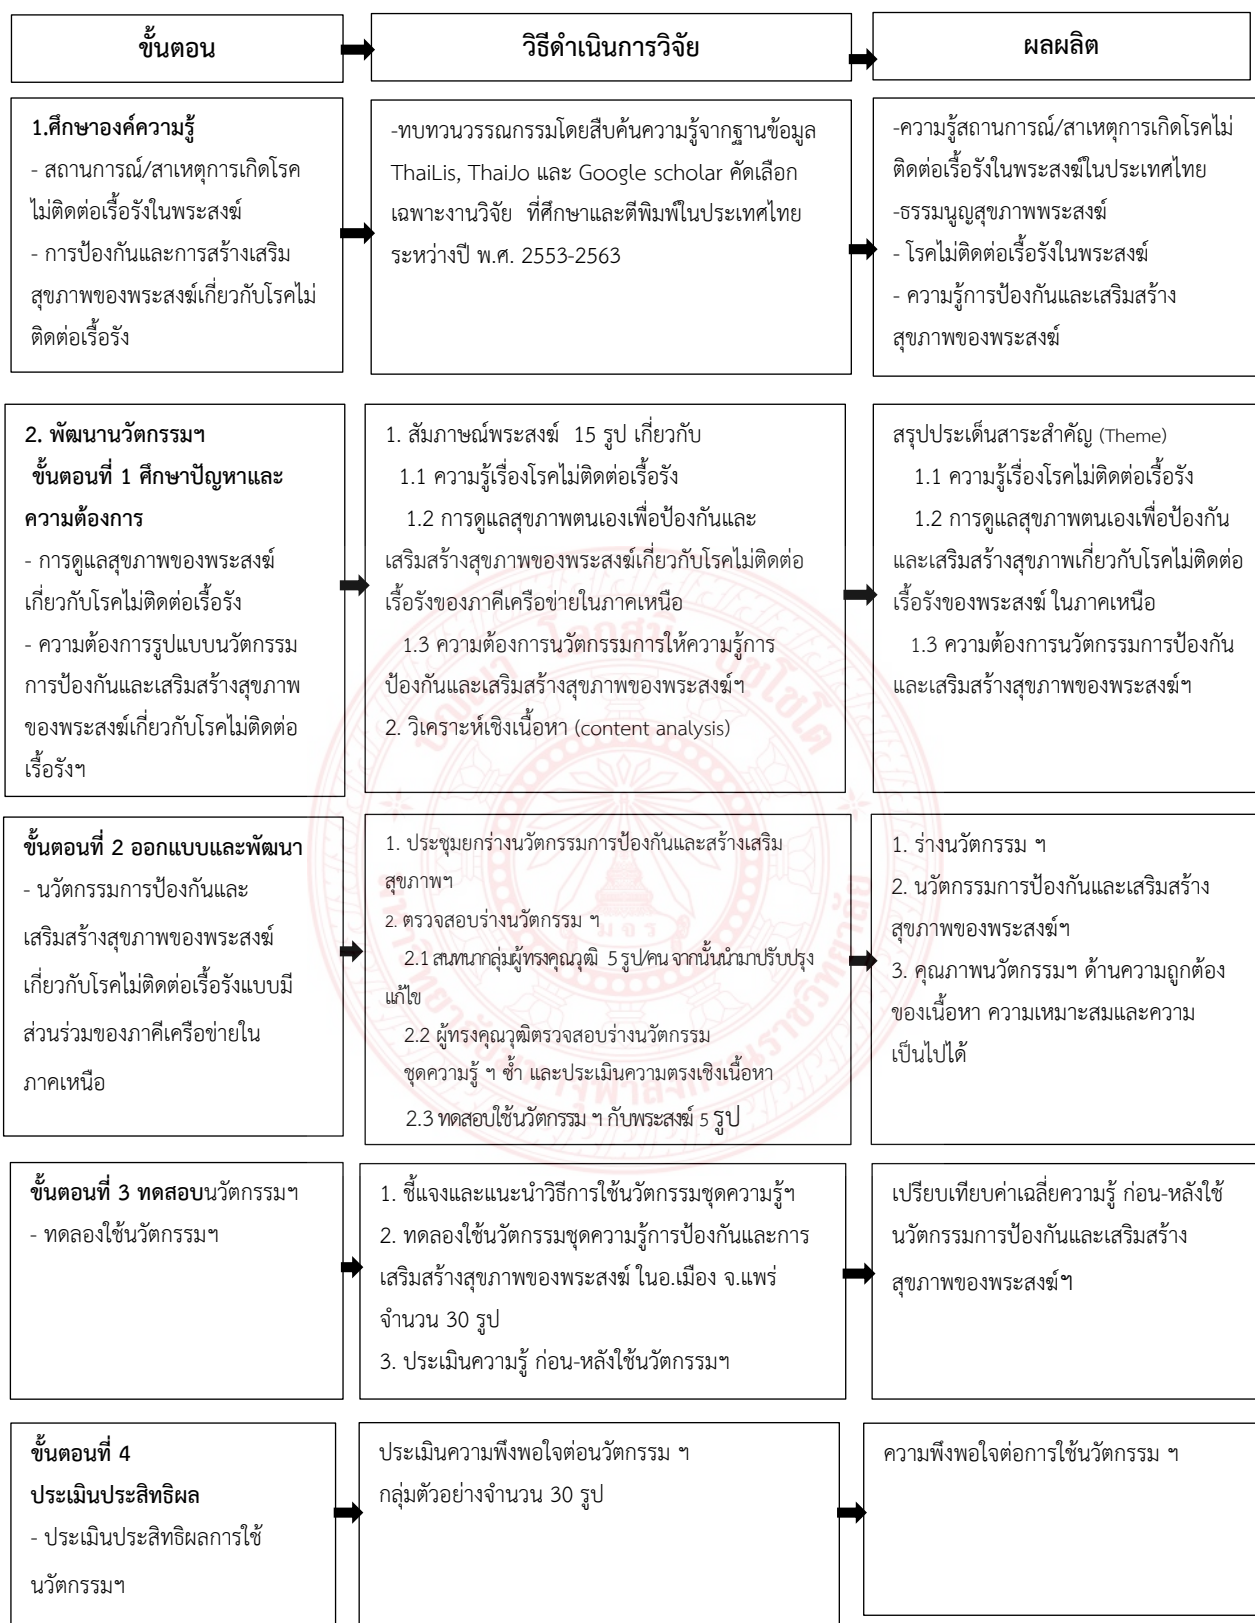 ขั้นตอน
วิธีดำเนินการวิจัย
ผลผลิต
1.ศึกษาองค์ความรู้
- สถานการณ์/สาเหตุการเกิดโรค
ไม่ติดต่อเรื้อรังในพระสงฆ์
- การป้องกันและการสร้างเสริม
สุขภาพของพระสงฆ์เกี่ยวกับโรคไม่
ติดต่อเรื้อรัง
-ทบทวนวรรณกรรมโดยสืบค้นความรู้จากฐานข้อมูล
ThaiLis, ThaiJo และ Google scholar คัดเลือก
เฉพาะงานวิจัย ที่ศึกษาและตีพิมพ์ในประเทศไทย
ระหว่างปี พ.ศ. 2553-2563
-ความรู้สถานการณ์/สาเหตุการเกิดโรคไม่
ติดต่อเรื้อรังในพระสงฆ์ในประเทศไทย
-ธรรมนูญสุขภาพพระสงฆ์
- โรคไม่ติดต่อเรื้อรังในพระสงฆ์
- ความรู้การป้องกันและเสริมสร้าง
สุขภาพของพระสงฆ์
2. พัฒนานวัตกรรมฯ
ขั้นตอนที่ 1 ศึกษาปัญหาและ
ความต้องการ
- การดูแลสุขภาพของพระสงฆ์
เกี่ยวกับโรคไม่ติดต่อเรื้อรัง
- ความต้องการรูปแบบนวัตกรรม
การป้องกันและเสริมสร้างสุขภาพ
ของพระสงฆ์เกี่ยวกับโรคไม่ติดต่อ
เรื้อรังฯ
1. สัมภาษณ์พระสงฆ์ 15 รูป เกี่ยวกับ
1.1 ความรู้เรื่องโรคไม่ติดต่อเรื้อรัง
1.2 การดูแลสุขภาพตนเองเพื่อป้องกันและ
เสริมสร้างสุขภาพของพระสงฆ์เกี่ยวกับโรคไม่ติดต่อ
เรื้อรังของภาคีเครือข่ายในภาคเหนือ
1.3 ความต้องการนวัตกรรมการให้ความรู้การ
ป้องกันและเสริมสร้างสุขภาพของพระสงฆ์ฯ
2. วิเคราะห์เชิงเนื้อหา (content analysis)
สรุปประเด็นสาระสำคัญ (Theme)
1.1 ความรู้เรื่องโรคไม่ติดต่อเรื้อรัง
1.2 การดูแลสุขภาพตนเองเพื่อป้องกัน
และเสริมสร้างสุขภาพเกี่ยวกับโรคไม่ติดต่อ
เรื้อรังของพระสงฆ์ ในภาคเหนือ
1.3 ความต้องการนวัตกรรมการป้องกัน
และเสริมสร้างสุขภาพของพระสงฆ์ฯ
ขั้นตอนที่ 2 ออกแบบและพัฒนา
- นวัตกรรมการป้องกันและ
เสริมสร้างสุขภาพของพระสงฆ์
เกี่ยวกับโรคไม่ติดต่อเรื้อรังแบบมี
ส่วนร่วมของภาคีเครือข่ายใน
ภาคเหนือ
1. ประชุมยกร่างนวัตกรรมการป้องกันและสร้างเสริม
สุขภาพฯ
2. ตรวจสอบร่างนวัตกรรม ฯ
2.1 สนทนากลุ่มผู้ทรงคุณวุฒิ 5 รูป/คน จากนั้นนำมาปรับปรุง
แก้ไข
2.2 ผู้ทรงคุณวุฒิตรวจสอบร่างนวัตกรรม
ชุดความรู้ ฯ ซ้ำ และประเมินความตรงเชิงเนื้อหา
2.3 ทดสอบใช้นวัตกรรม ฯ กับพระสงฆ์ 5 รูป
1. ร่างนวัตกรรม ฯ
2. นวัตกรรมการป้องกันและเสริมสร้าง
สุขภาพของพระสงฆ์ฯ
3. คุณภาพนวัตกรรมฯ ด้านความถูกต้อง
ของเนื้อหา ความเหมาะสมและความ
เป็นไปได้
ขั้นตอนที่ 3 ทดสอบนวัตกรรมฯ
- ทดลองใช้นวัตกรรมฯ
1. ชี้แจงและแนะนำวิธีการใช้นวัตกรรมชุดความรู้ฯ
2. ทดลองใช้นวัตกรรมชุดความรู้การป้องกันและการ
เสริมสร้างสุขภาพของพระสงฆ์ ในอ.เมือง จ.แพร่
จำนวน 30 รูป
3. ประเมินความรู้ ก่อน-หลังใช้นวัตกรรมฯ
เปรียบเทียบค่าเฉลี่ยความรู้ ก่อน-หลังใช้
นวัตกรรมการป้องกันและเสริมสร้าง
สุขภาพของพระสงฆ์ฯ
ขั้นตอนที่ 4
ประเมินประสิทธิผล
- ประเมินประสิทธิผลการใช้
นวัตกรรมฯ
ประเมินความพึงพอใจต่อนวัตกรรม ฯ
กลุ่มตัวอย่างจำนวน 30 รูป
ความพึงพอใจต่อการใช้นวัตกรรม ฯ
ปญฺญา โลกสฺมิ ปชฺโชโต
ม จ ร
มหาวิทยาลัยมหาจุฬาลงกรณราชวิทยาลัย